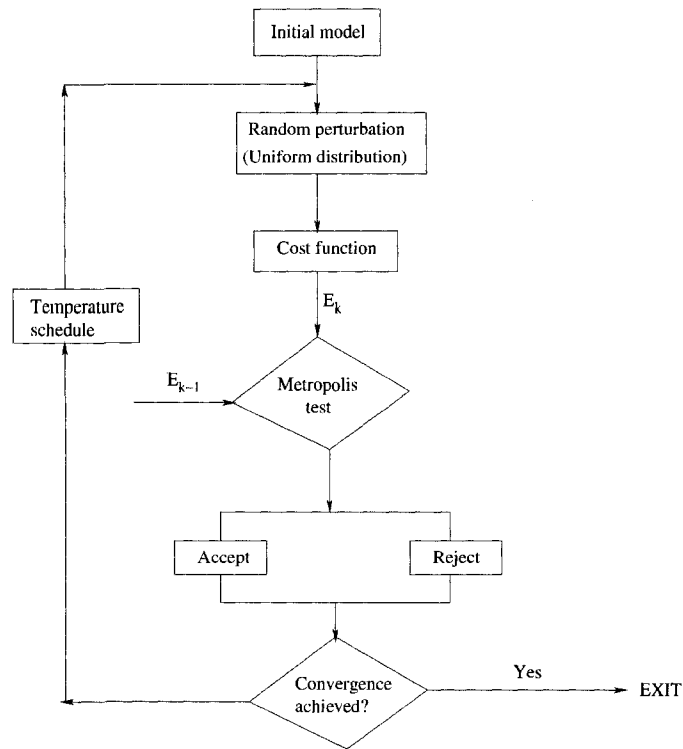 Initial model
Random perturbation
(Uniform distribution)
Cost function
E_k
Temperature
schedule
E_{k-1}
Metropolis
test
Accept
Reject
Convergence
achieved?
Yes
EXIT